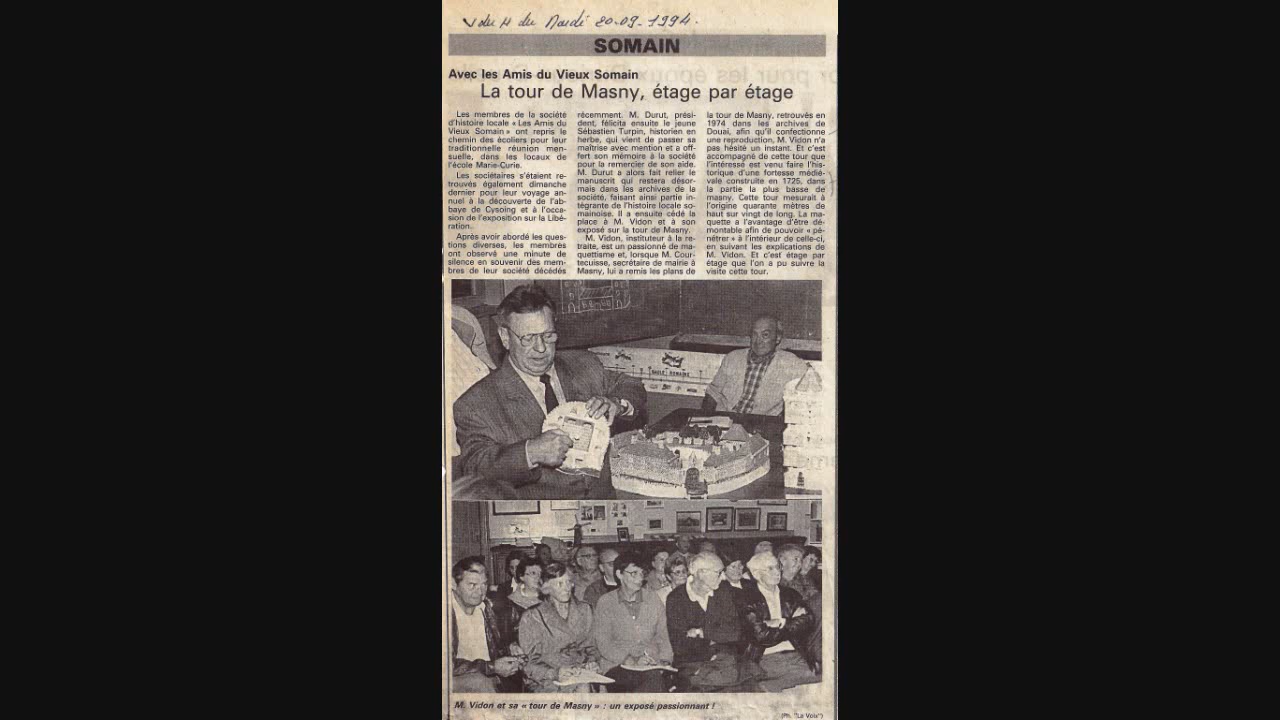 V du N du Mardi 20.09.1994.
SOMAIN
Avec les Amis du Vieux Somain
La tour de Masny, étage par étage
Les membres de la société
d'histoire locale « Les Amis du
Vieux Somain » ont repris le
chemin des écoliers pour leur
traditionnelle réunion men-
suelle, dans les locaux de
l'école Marie-Curie.
Les sociétaires s'étaient re-
trouvés également dimanche
dernier pour leur voyage an-
nuel à la découverte de l'ab-
baye de Cysoing et à l'occa-
sion de l'exposition sur la Libé-
ration.
Après avoir abordé les ques-
tions diverses, les membres
ont observé une minute de
silence en souvenir des mem-
bres de leur société décédés
récemment. M. Durut, prési-
dent, félicita ensuite le jeune
Sébastien Turpin, historien en
herbe, qui vient de passer sa
maîtrise avec mention et a of-
fert son mémoire à la société
pour la remercier de son aide.
M. Durut a alors fait relier le
manuscrit qui restera désor-
mais dans les archives de la
société, faisant ainsi partie in-
tégrante de l'histoire locale so-
mainoise. Il a ensuite cédé la
place à M. Vidon et à son
exposé sur la tour de Masny.
M. Vidon, instituteur à la re-
traite, est un passionné de ma-
quettisme et, lorsque M. Cour-
tecuisse, secrétaire de mairie à
Masny, lui a remis les plans de
la tour de Masny, retrouvés en
1974 dans les archives de
Douai, afin qu'il confectionne
une reproduction, M. Vidon n'a
pas hésité un instant. Et c'est
accompagné de cette tour que
l'intéressé est venu faire l'his-
torique d'une fortesse médié-
vale construite en 1725, dans
la partie la plus basse de
masny. Cette tour mesurait à
l'origine quarante mètres de
haut sur vingt de long. La ma-
quette a l'avantage d'être dé-
montable afin de pouvoir « pé-
nétrer » à l'intérieur de celle-ci,
en suivant les explications de
M. Vidon. Et c'est étage par
étage que l'on a pu suivre la
visite cette tour.
GAULE ROMAINE
M. Vidon et sa « tour de Masny » : un exposé passionnant !
(Ph. "La Voix")